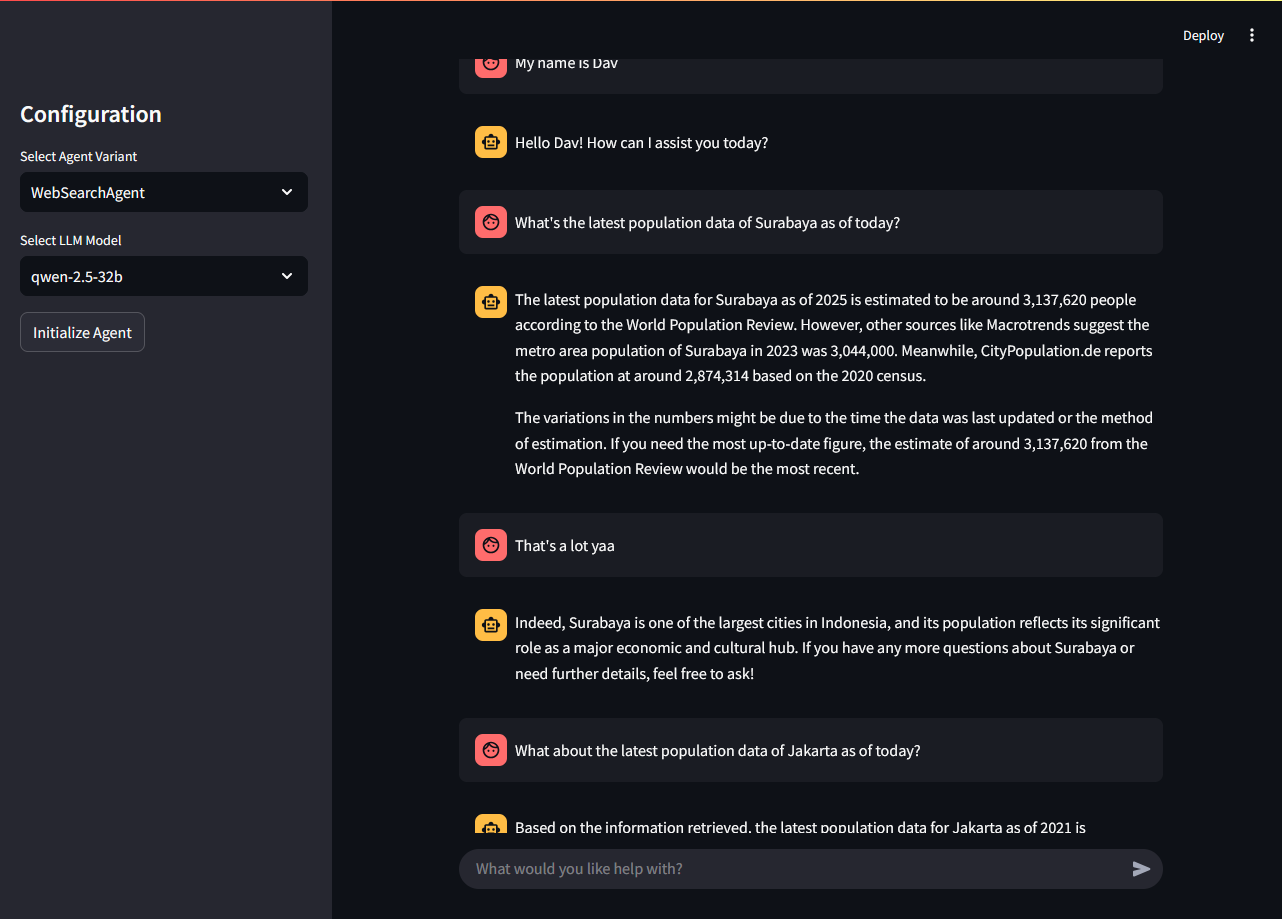 Deploy
Configuration
Select Agent Variant
WebSearchAgent
Select LLM Model
qwen-2.5-32b
Initialize Agent
My name is Dav
Hello Dav! How can I assist you today?
What's the latest population data of Surabaya as of today?
The latest population data for Surabaya as of 2025 is estimated to be around 3,137,620 people
according to the World Population Review. However, other sources like Macrotrends suggest the
metro area population of Surabaya in 2023 was 3,044,000. Meanwhile, CityPopulation.de reports
the population at around 2,874,314 based on the 2020 census.
The variations in the numbers might be due to the time the data was last updated or the method
of estimation. If you need the most up-to-date figure, the estimate of around 3,137,620 from the
World Population Review would be the most recent.
That's a lot yaa
Indeed, Surabaya is one of the largest cities in Indonesia, and its population reflects its significant
role as a major economic and cultural hub. If you have any more questions about Surabaya or
need further details, feel free to ask!
What about the latest population data of Jakarta as of today?
Based on the information retrieved, the latest population data for Jakarta as of 2021 is
What would you like help with?